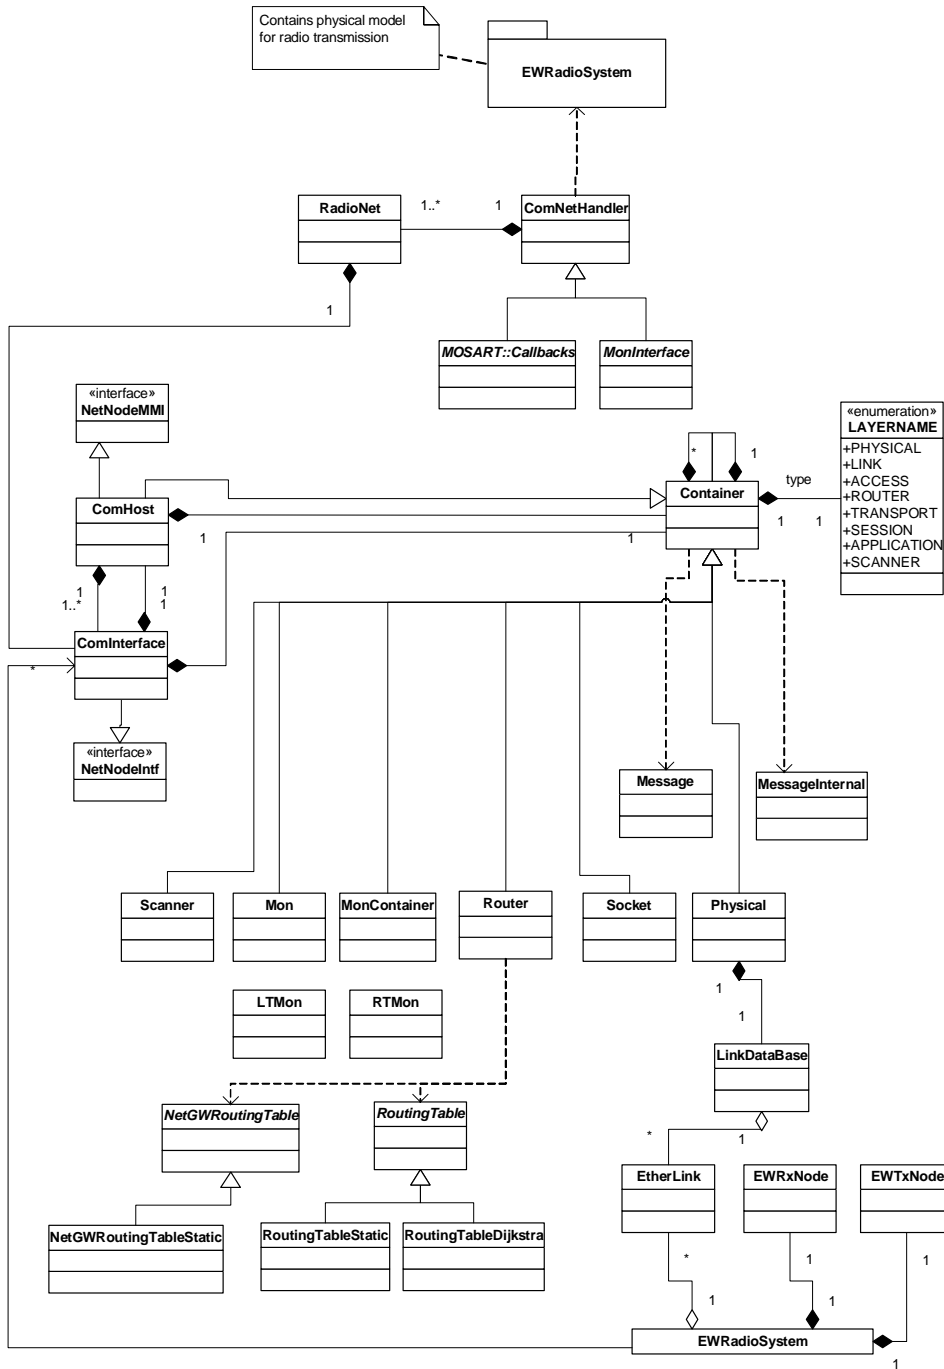 Contains physical model
for radio transmission
EWRadioSystem
RadioNet
1..*
1
ComNetHandler
1
MOSART::Callbacks
MonInterface
«interface»
NetNodeMMI
«enumeration»
LAYERNAME
+PHYSICAL
+LINK
+ACCESS
+ROUTER
+TRANSPORT
+SESSION
+APPLICATION
+SCANNER
*
1
type
Container
1
1
ComHost
1
1
1
1
1..*
1
ComInterface
*
«interface»
NetNodeIntf
Message
MessageInternal
Scanner
Mon
MonContainer
Router
Socket
Physical
1
1
LTMon
RTMon
LinkDataBase
NetGWRoutingTable
RoutingTable
*
1
EtherLink
EWRxNode
EWTxNode
NetGWRoutingTableStatic
RoutingTableStatic
RoutingTableDijkstra
*
1
1
1
1
EWRadioSystem
1